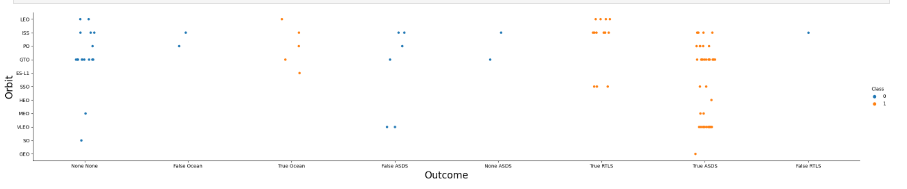 LEO
ISS
PO
GTO
ES-L1
SSO
HEO
MEO
VLEO
SO
GEO
Orbit
None None
False Ocean
True Ocean
False ASDS
None ASDS
True RTLS
True ASDS
False RTLS
Outcome
Class
0
1